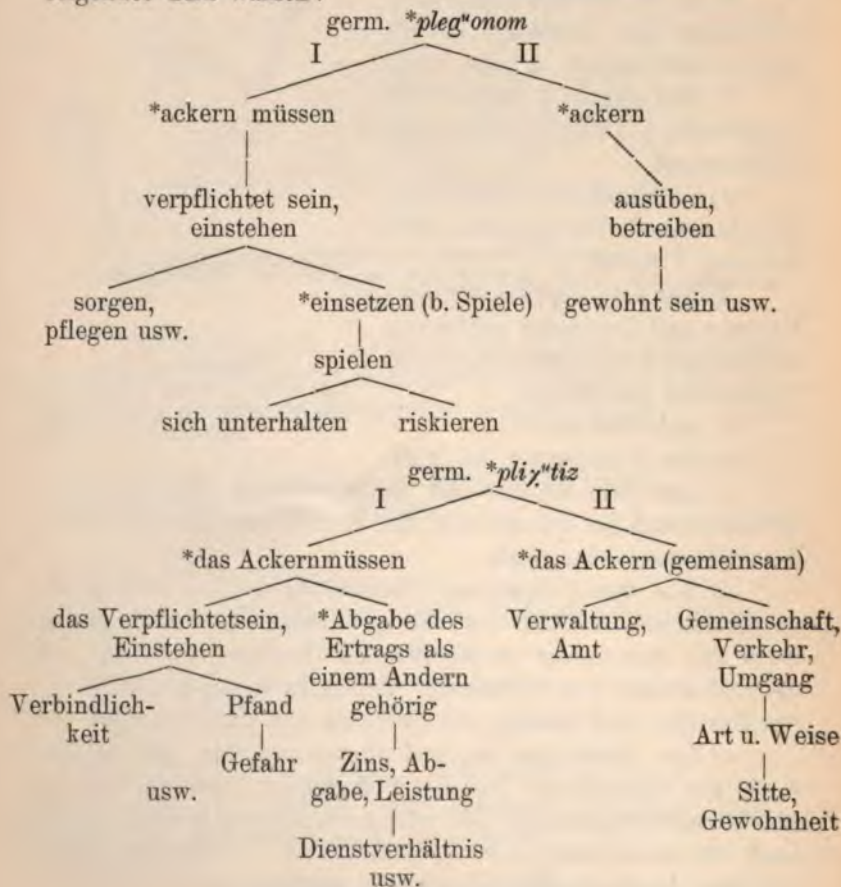 germ. *plegᵘonom
I II
*ackern müssen *ackern
verpflichtet sein, ausüben,
einstehen betreiben
sorgen, *einsetzen (b. Spiele) gewohnt sein usw.
pflegen usw.
spielen
sich unterhalten riskieren
germ. *pliχᵘtiz
I II
*das Ackernmüssen *das Ackern (gemeinsam)
das Verpflichtetsein, *Abgabe des Verwaltung, Gemeinschaft,
Einstehen Ertrags als Amt Verkehr,
einem Andern Umgang
Verbindlich- Pfand gehörig
keit Art u. Weise
Gefahr Zins, Ab-
usw. gabe, Leistung Sitte,
Gewohnheit
Dienstverhältnis
usw.